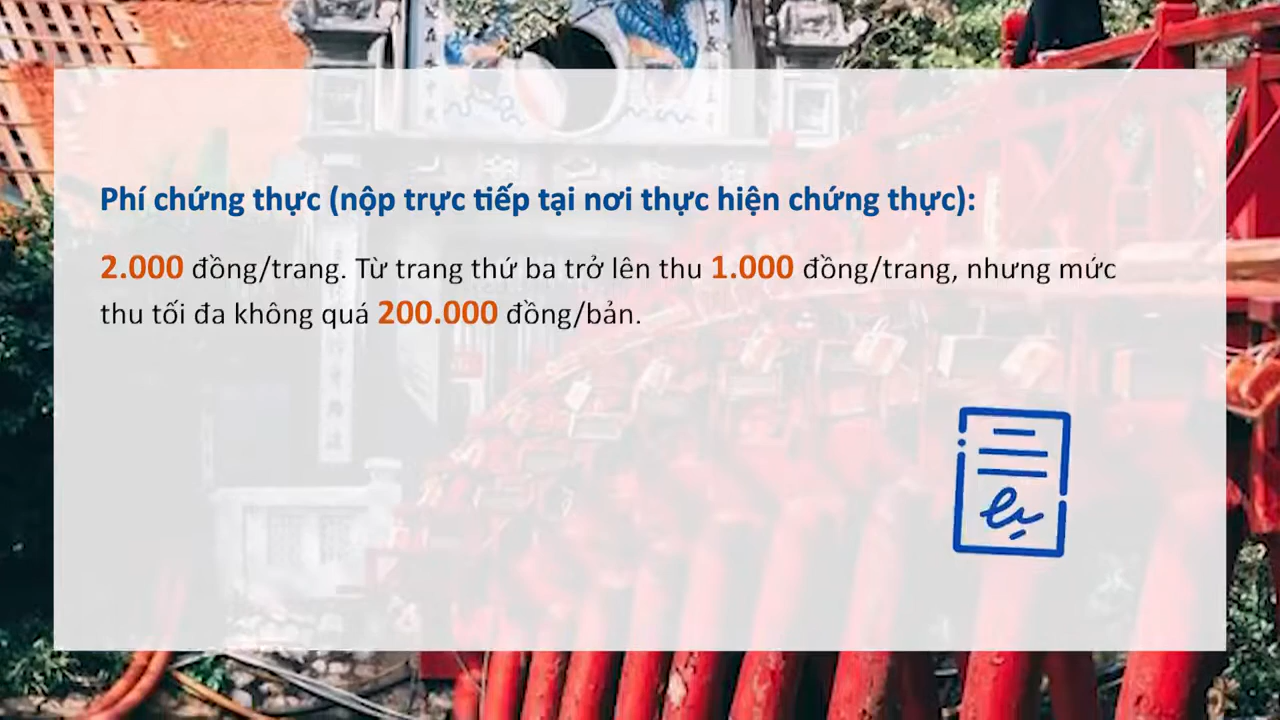 Phí chứng thực (nộp trực tiếp tại nơi thực hiện chứng thực):
2.000 đồng/trang. Từ trang thứ ba trở lên thu 1.000 đồng/trang, nhưng mức
thu tối đa không quá 200.000 đồng/bản.